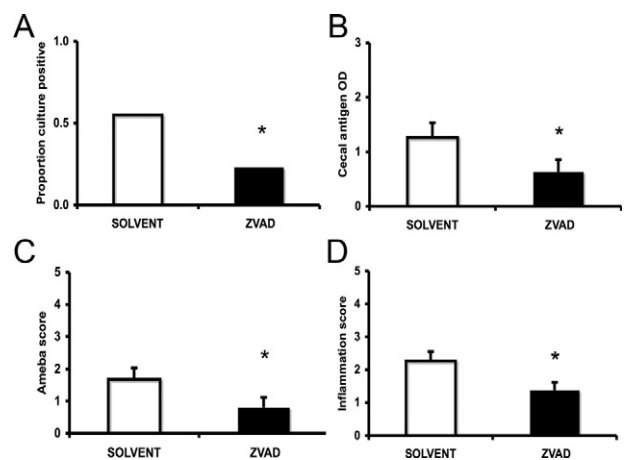 A
Proportion culture positive
1.0
0.5
0.0
*
SOLVENT ZVAD
B
Cecal antigen OD
3
2
1
0
*
SOLVENT ZVAD
C
Ameba score
5
4
3
2
1
0
*
SOLVENT ZVAD
D
Inflammation score
5
4
3
2
1
0
*
SOLVENT ZVAD